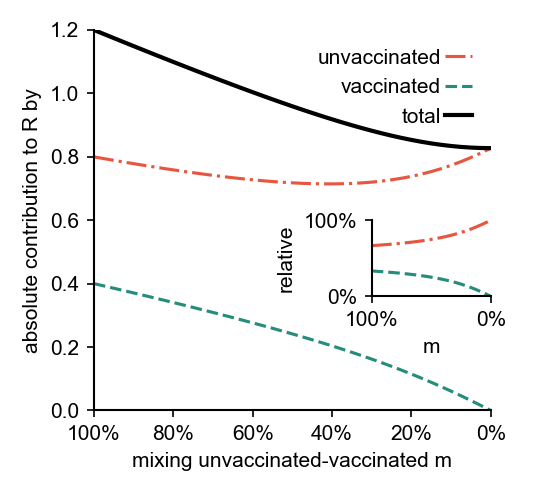 absolute contribution to R by
1.2
1.0
0.8
0.6
0.4
0.2
0.0
unvaccinated
vaccinated
total
relative
100%
0%
100% 0%
m
100% 80% 60% 40% 20% 0%
mixing unvaccinated-vaccinated m